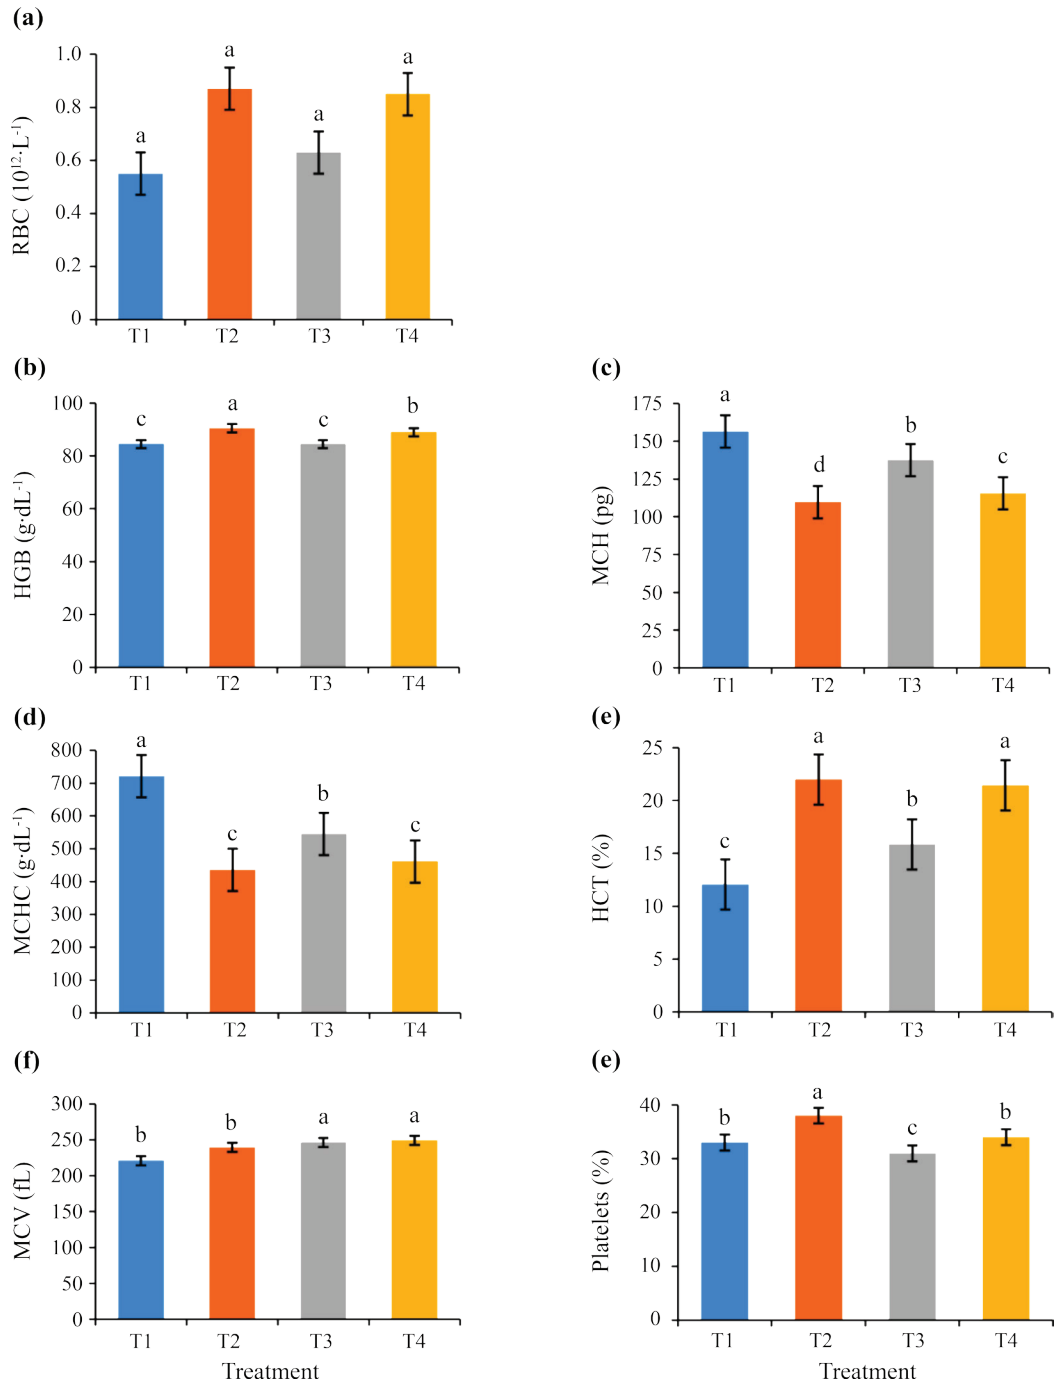 (a)
RBC (10¹²·L⁻¹)
1.0
0.8
0.6
0.4
0.2
0
a
a
a
a
T1 T2 T3 T4
(b)
HGB (g·dL⁻¹)
100
80
60
40
20
0
c
a
c
b
T1 T2 T3 T4
(c)
MCH (pg)
175
150
125
100
75
50
25
0
a
d
b
c
T1 T2 T3 T4
(d)
MCHC (g·dL⁻¹)
800
700
600
500
400
300
200
100
0
a
c
b
c
T1 T2 T3 T4
(e)
HCT (%)
25
20
15
10
5
0
c
a
b
a
T1 T2 T3 T4
(f)
MCV (fL)
300
250
200
150
100
50
0
b
b
a
a
T1 T2 T3 T4
Treatment
(e)
Platelets (%)
40
30
20
10
0
b
a
c
b
T1 T2 T3 T4
Treatment